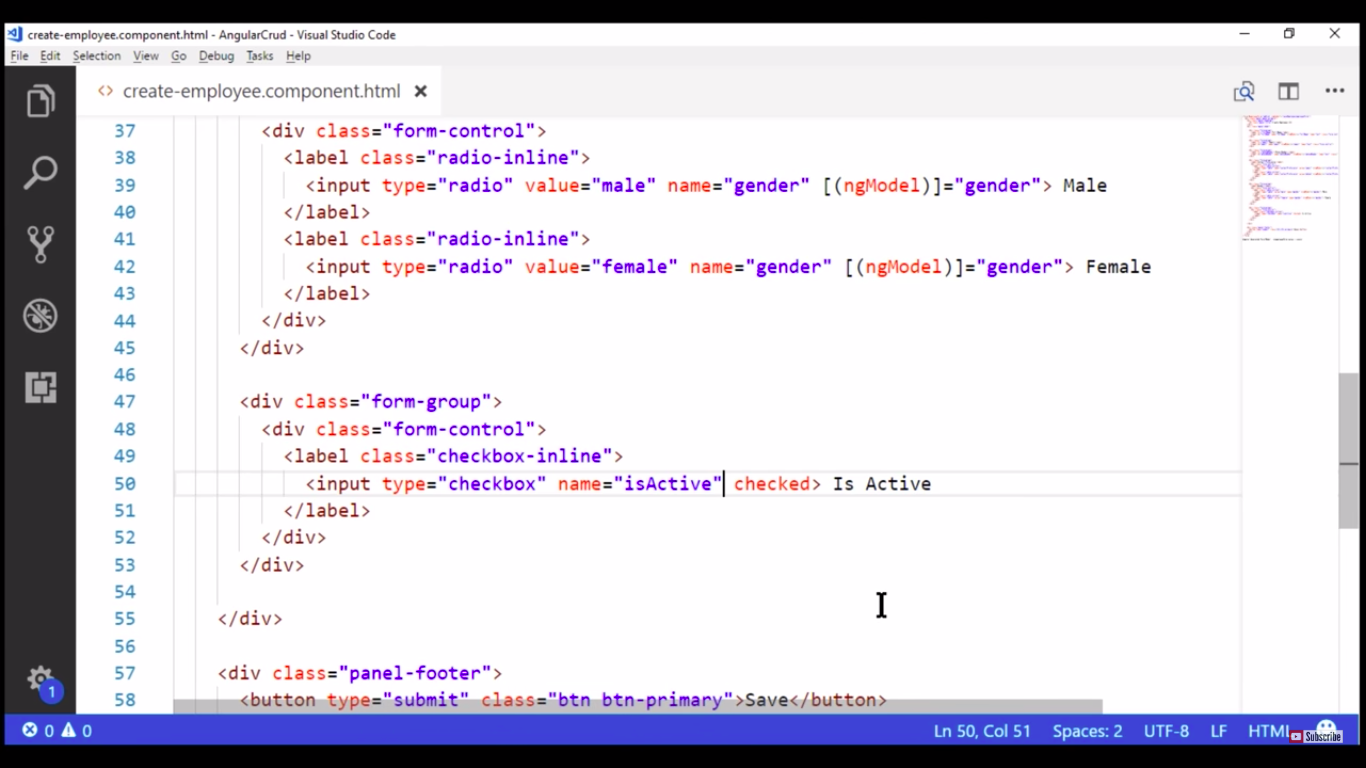 create-employee.component.html - AngularCrud - Visual Studio Code
File Edit Selection View Go Debug Tasks Help
<> create-employee.component.html
37 <div class="form-control">
38 <label class="radio-inline">
39 <input type="radio" value="male" name="gender" [(ngModel)]="gender"> Male
40 </label>
41 <label class="radio-inline">
42 <input type="radio" value="female" name="gender" [(ngModel)]="gender"> Female
43 </label>
44 </div>
45 </div>
46
47 <div class="form-group">
48 <div class="form-control">
49 <label class="checkbox-inline">
50 <input type="checkbox" name="isActive" checked> Is Active
51 </label>
52 </div>
53 </div>
54
55 </div>
56
57 <div class="panel-footer">
58 <button type="submit" class="btn btn-primary">Save</button>
1
0 0 Ln 50, Col 51 Spaces: 2 UTF-8 LF HTML Subscribe